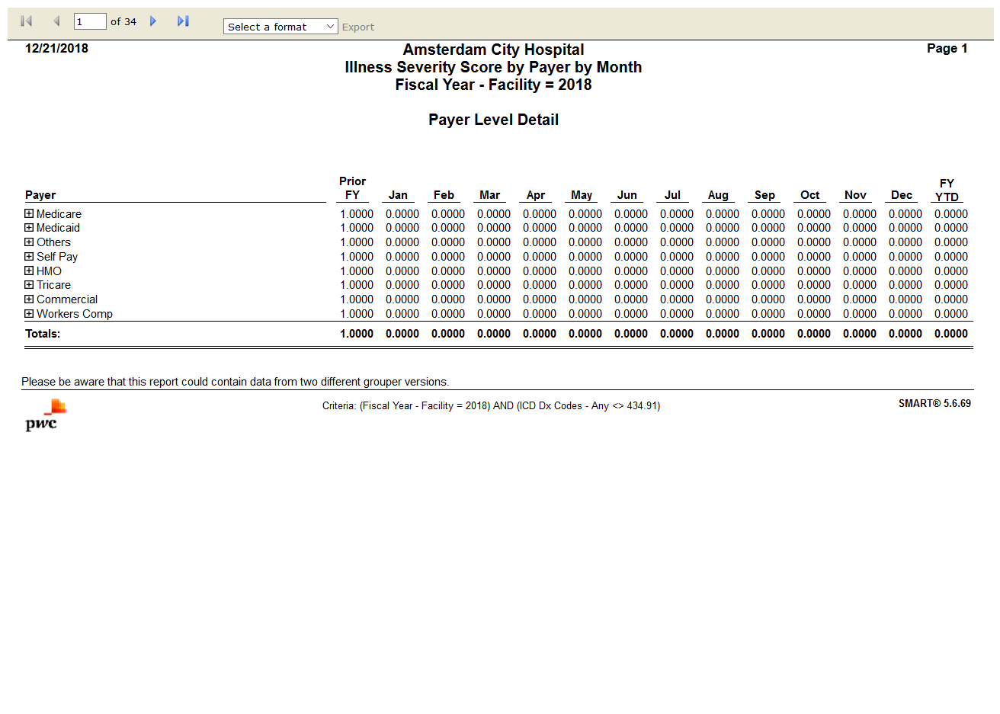 1 of 34 Select a format Export
12/21/2018 Amsterdam City Hospital Page 1
Illness Severity Score by Payer by Month
Fiscal Year - Facility = 2018
Payer Level Detail
Payer Prior FY Jan Feb Mar Apr May Jun Jul Aug Sep Oct Nov Dec FY YTD
Medicare 1.0000 0.0000 0.0000 0.0000 0.0000 0.0000 0.0000 0.0000 0.0000 0.0000 0.0000 0.0000 0.0000 0.0000
Medicaid 1.0000 0.0000 0.0000 0.0000 0.0000 0.0000 0.0000 0.0000 0.0000 0.0000 0.0000 0.0000 0.0000 0.0000
Others 1.0000 0.0000 0.0000 0.0000 0.0000 0.0000 0.0000 0.0000 0.0000 0.0000 0.0000 0.0000 0.0000 0.0000
Self Pay 1.0000 0.0000 0.0000 0.0000 0.0000 0.0000 0.0000 0.0000 0.0000 0.0000 0.0000 0.0000 0.0000 0.0000
HMO 1.0000 0.0000 0.0000 0.0000 0.0000 0.0000 0.0000 0.0000 0.0000 0.0000 0.0000 0.0000 0.0000 0.0000
Tricare 1.0000 0.0000 0.0000 0.0000 0.0000 0.0000 0.0000 0.0000 0.0000 0.0000 0.0000 0.0000 0.0000 0.0000
Commercial 1.0000 0.0000 0.0000 0.0000 0.0000 0.0000 0.0000 0.0000 0.0000 0.0000 0.0000 0.0000 0.0000 0.0000
Workers Comp 1.0000 0.0000 0.0000 0.0000 0.0000 0.0000 0.0000 0.0000 0.0000 0.0000 0.0000 0.0000 0.0000 0.0000
Totals: 1.0000 0.0000 0.0000 0.0000 0.0000 0.0000 0.0000 0.0000 0.0000 0.0000 0.0000 0.0000 0.0000 0.0000
Please be aware that this report could contain data from two different grouper versions.
pwc Criteria: (Fiscal Year - Facility = 2018) AND (ICD Dx Codes - Any <> 434.91) SMART® 5.6.69